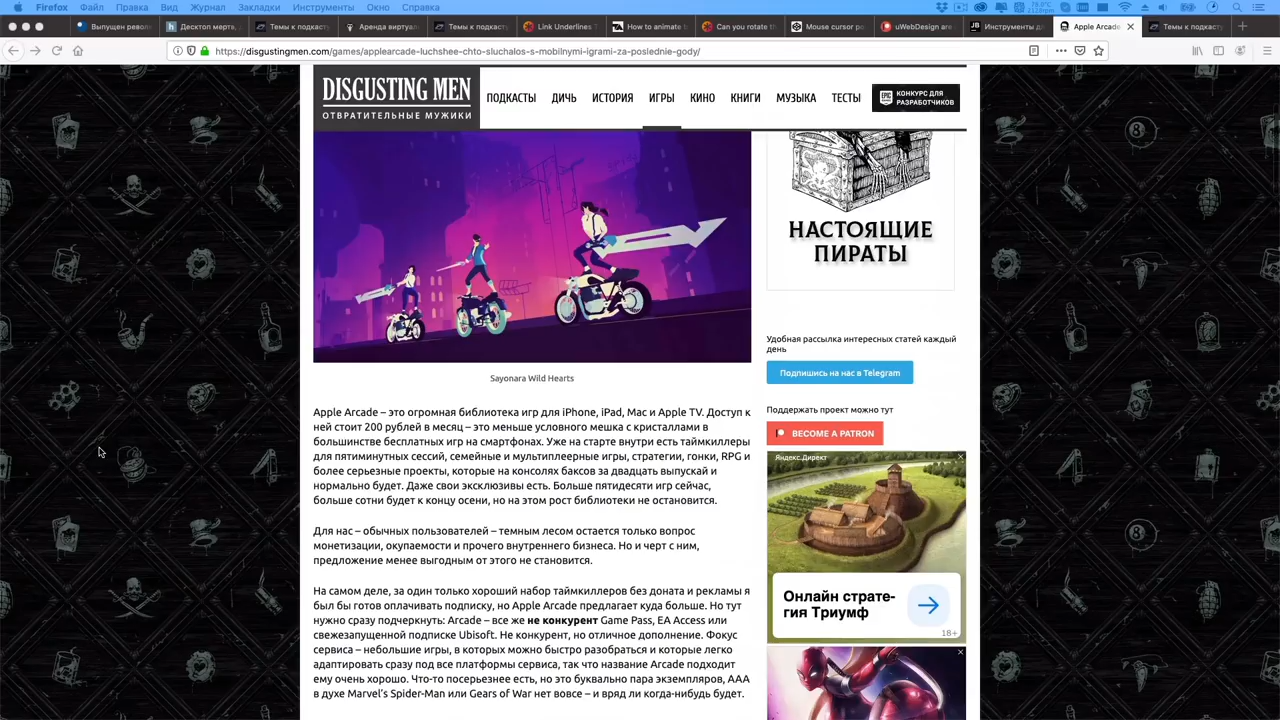 Firefox Файл Правка Вид Журнал Закладки Инструменты Окно Справка
Выпущен револ
Десктоп мертв,
Темы к подкаст
Аренда виртуал
Темы к подкаст
Link Underlines
How to animate b
Can you rotate th
Mouse cursor po
uWebDesign are
Инструменты дл
Apple Arcade
Темы к подкаст
https://disgustingmen.com/games/applearcade-luchshee-chto-sluchalos-s-mobilnymi-igrami-za-poslednie-gody/
DISGUSTING MEN
ОТВРАТИТЕЛЬНЫЕ МУЖИКИ
ПОДКАСТЫ ДИЧЬ ИСТОРИЯ ИГРЫ КИНО КНИГИ МУЗЫКА ТЕСТЫ
EPIC
КОНКУРС ДЛЯ
РАЗРАБОТЧИКОВ
Sayonara Wild Hearts
Apple Arcade – это огромная библиотека игр для iPhone, iPad, Mac и Apple TV. Доступ к
ней стоит 200 рублей в месяц – это меньше условного мешка с кристаллами в
большинстве бесплатных игр на смартфонах. Уже на старте внутри есть таймкиллеры
для пятиминутных сессий, семейные и мультиплеерные игры, стратегии, гонки, RPG и
более серьезные проекты, которые на консолях баксов за двадцать выпускай и
нормально будет. Даже свои эксклюзивы есть. Больше пятидесяти игр сейчас,
больше сотни будет к концу осени, но на этом рост библиотеки не остановится.
Для нас – обычных пользователей – темным лесом остается только вопрос
монетизации, окупаемости и прочего внутреннего бизнеса. Но и черт с ним,
предложение менее выгодным от этого не становится.
На самом деле, за один только хороший набор таймкиллеров без доната и рекламы я
был бы готов оплачивать подписку, но Apple Arcade предлагает куда больше. Но тут
нужно сразу подчеркнуть: Arcade – все же не конкурент Game Pass, EA Access или
свежезапущенной подписке Ubisoft. Не конкурент, но отличное дополнение. Фокус
сервиса – небольшие игры, в которых можно быстро разобраться и которые легко
адаптировать сразу под все платформы сервиса, так что название Arcade подходит
ему очень хорошо. Что-то посерьезнее есть, но это буквально пара экземпляров, ААА
в духе Marvel's Spider-Man или Gears of War нет вовсе – и вряд ли когда-нибудь будет.
НАСТОЯЩИЕ
ПИРАТЫ
Удобная рассылка интересных статей каждый
день
Подпишись на нас в Telegram
Поддержать проект можно тут
BECOME A PATRON
Яндекс.Директ
Онлайн страте-
гия Триумф
18+